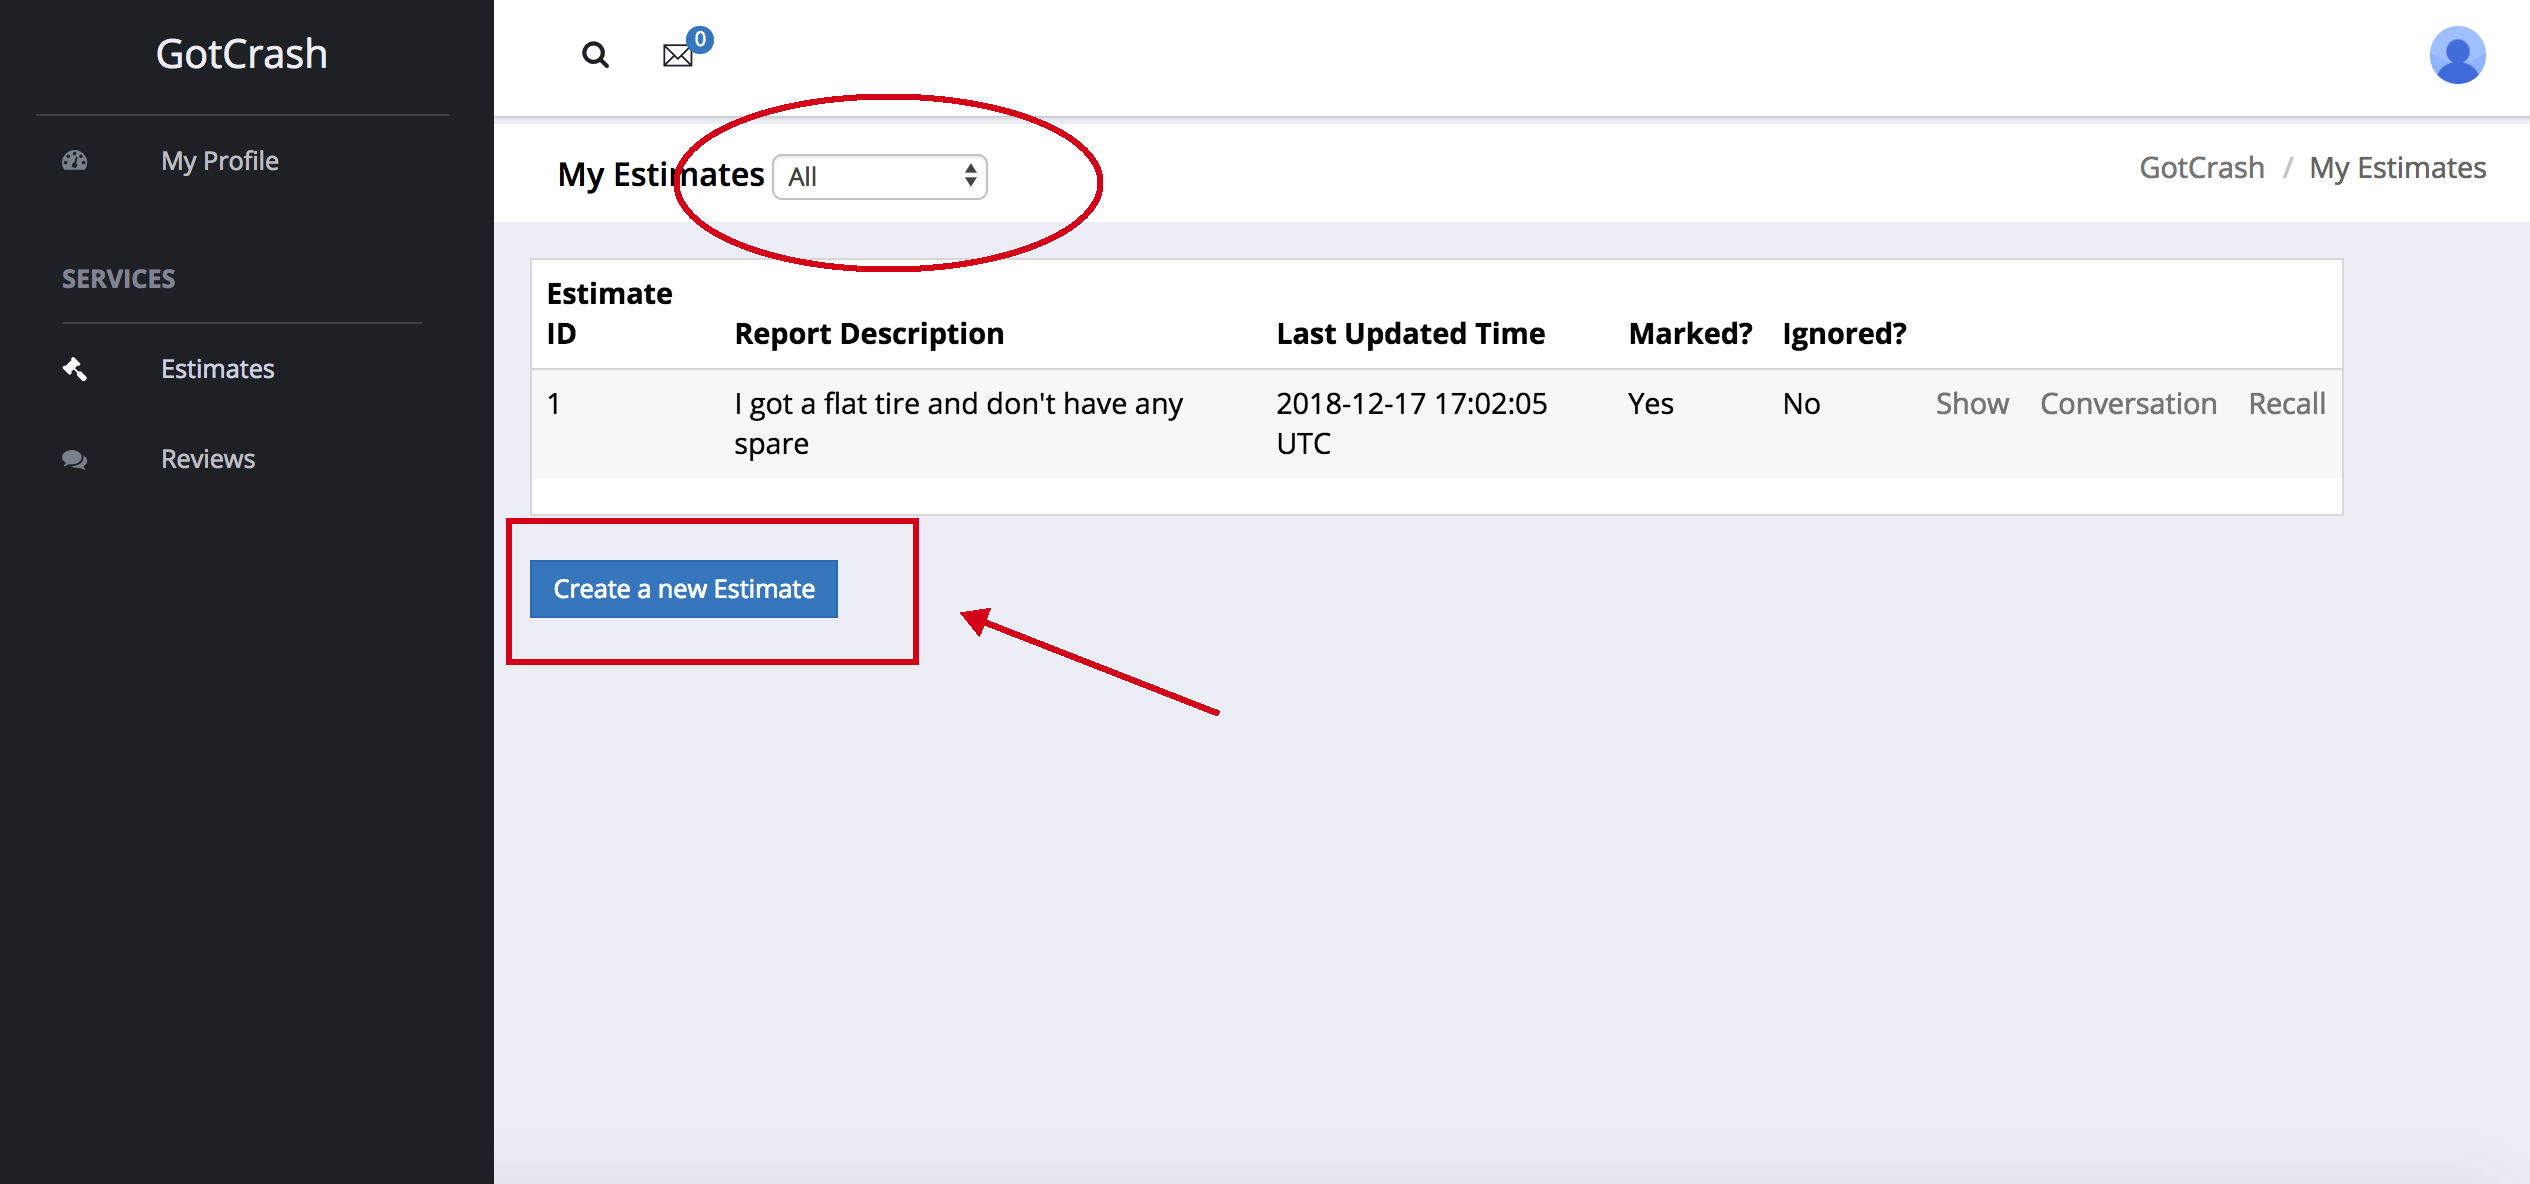 GotCrash
My Profile
SERVICES
Estimates
Reviews
0
My Estimates All
GotCrash / My Estimates
Estimate
ID Report Description Last Updated Time Marked? Ignored?
1 I got a flat tire and don't have any 2018-12-17 17:02:05 Yes No Show Conversation Recall
spare UTC
Create a new Estimate